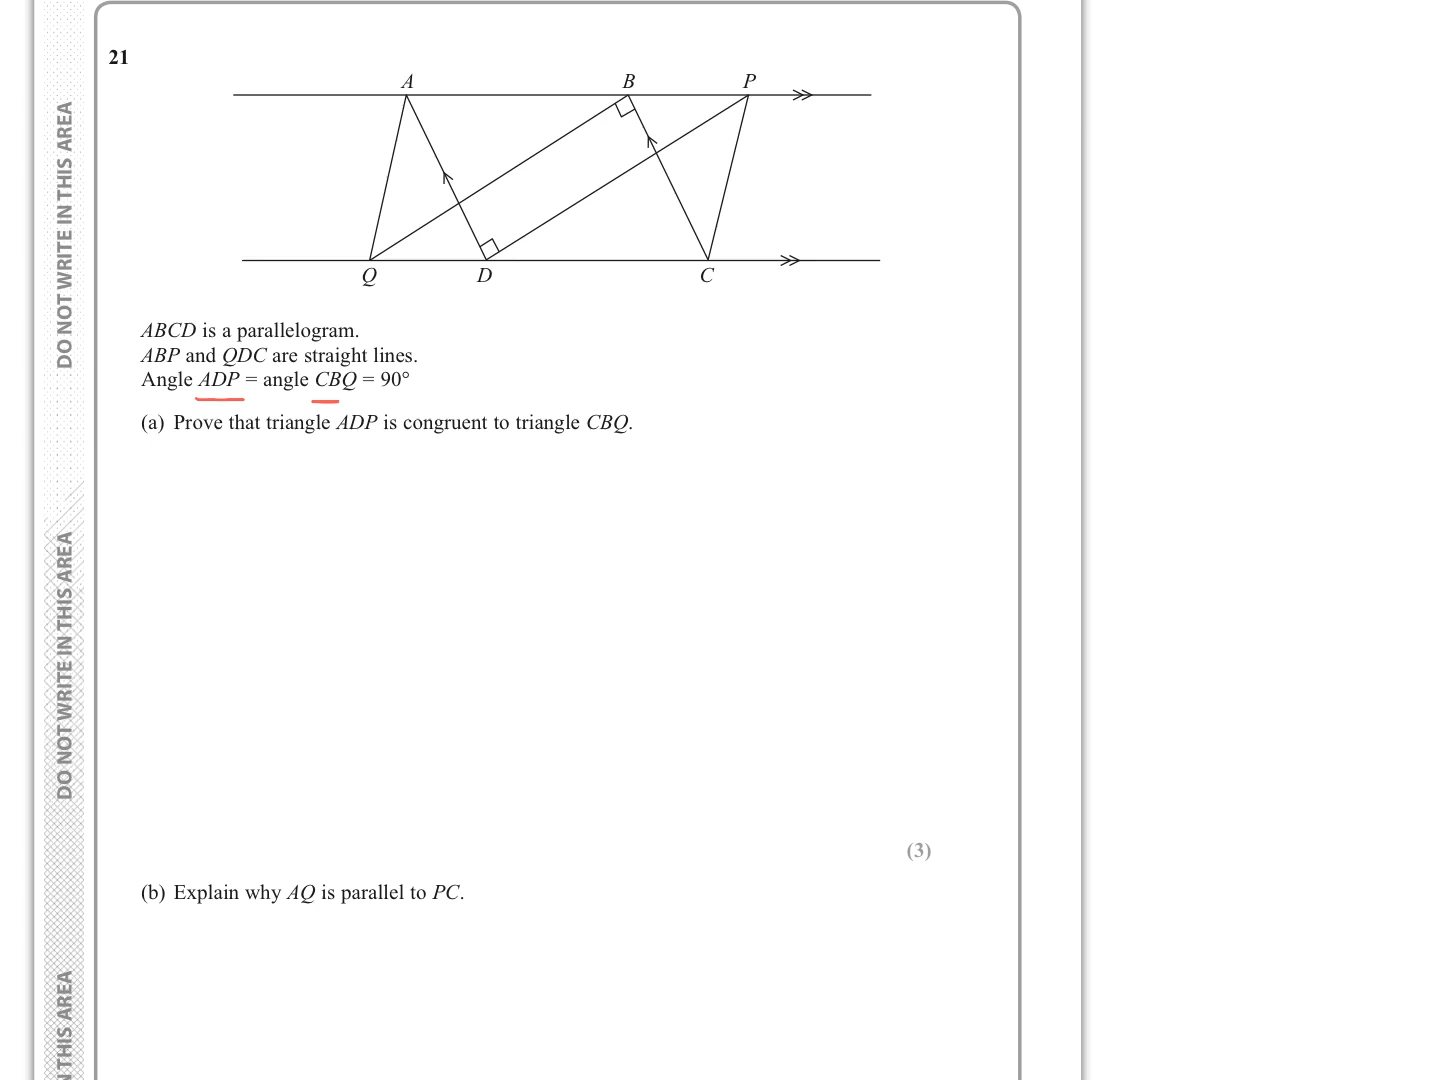 21
A B P
Q D C
ABCD is a parallelogram.
ABP and QDC are straight lines.
Angle ADP = angle CBQ = 90°
(a) Prove that triangle ADP is congruent to triangle CBQ.
(3)
(b) Explain why AQ is parallel to PC.
DO NOT WRITE IN THIS AREA
DO NOT WRITE IN THIS AREA
THIS AREA